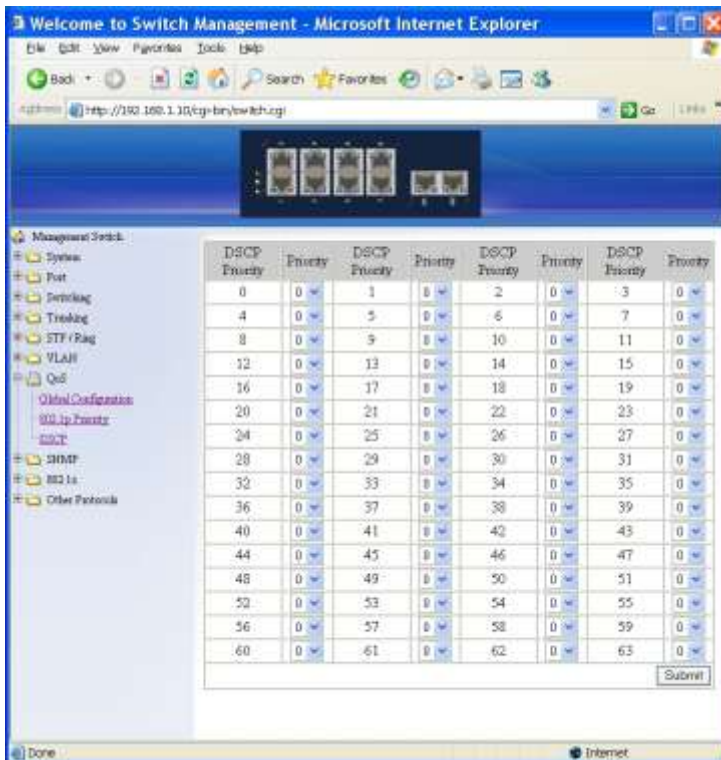 Welcome to Switch Management - Microsoft Internet Explorer
File Edit View Favorites Tools Help
Back Search Favorites
Address http://192.168.1.10/cgi-bin/switch.cgi Go Links
Management Switch
System
Port
Switching
Trunking
STP / Ring
VLAN
QoS
Global Configuration
802.1p Priority
DSCP
SNMP
802.1x
Other Protocols
DSCP Priority Priority DSCP Priority Priority DSCP Priority Priority DSCP Priority Priority
0 0 1 0 2 0 3 0
4 0 5 0 6 0 7 0
8 0 9 0 10 0 11 0
12 0 13 0 14 0 15 0
16 0 17 0 18 0 19 0
20 0 21 0 22 0 23 0
24 0 25 0 26 0 27 0
28 0 29 0 30 0 31 0
32 0 33 0 34 0 35 0
36 0 37 0 38 0 39 0
40 0 41 0 42 0 43 0
44 0 45 0 46 0 47 0
48 0 49 0 50 0 51 0
52 0 53 0 54 0 55 0
56 0 57 0 58 0 59 0
60 0 61 0 62 0 63 0
Submit
Done Internet